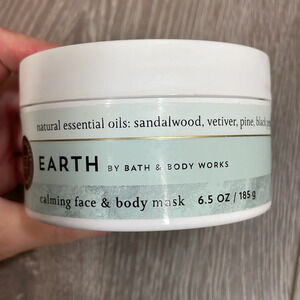 natural essential oils: sandalwood, vetiver, pine, black
EARTH BY BATH & BODY WORKS
calming face & body mask 6.5 OZ / 185 g